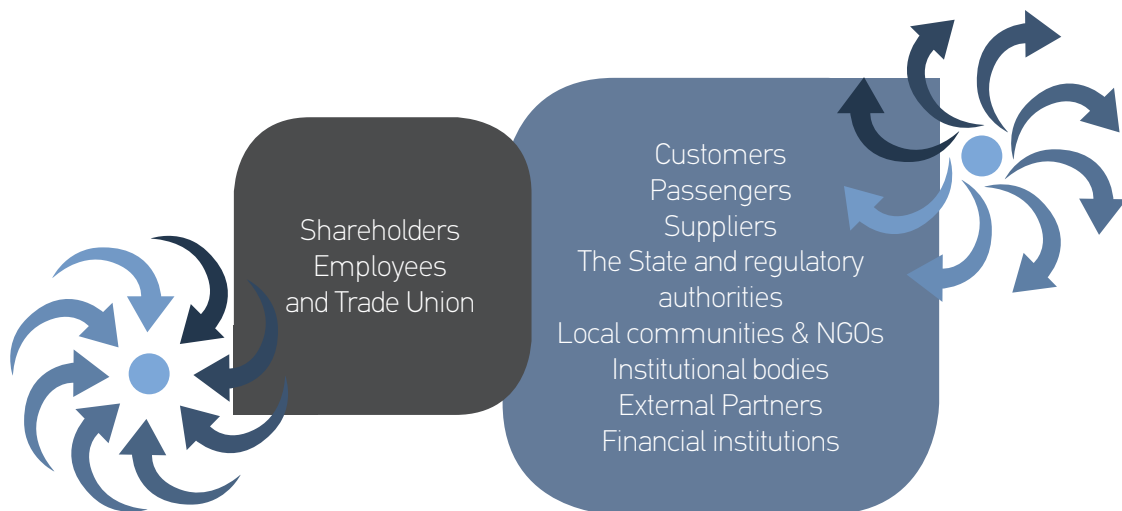 Shareholders
Employees
and Trade Union
Customers
Passengers
Suppliers
The State and regulatory
authorities
Local communities & NGOs
Institutional bodies
External Partners
Financial institutions